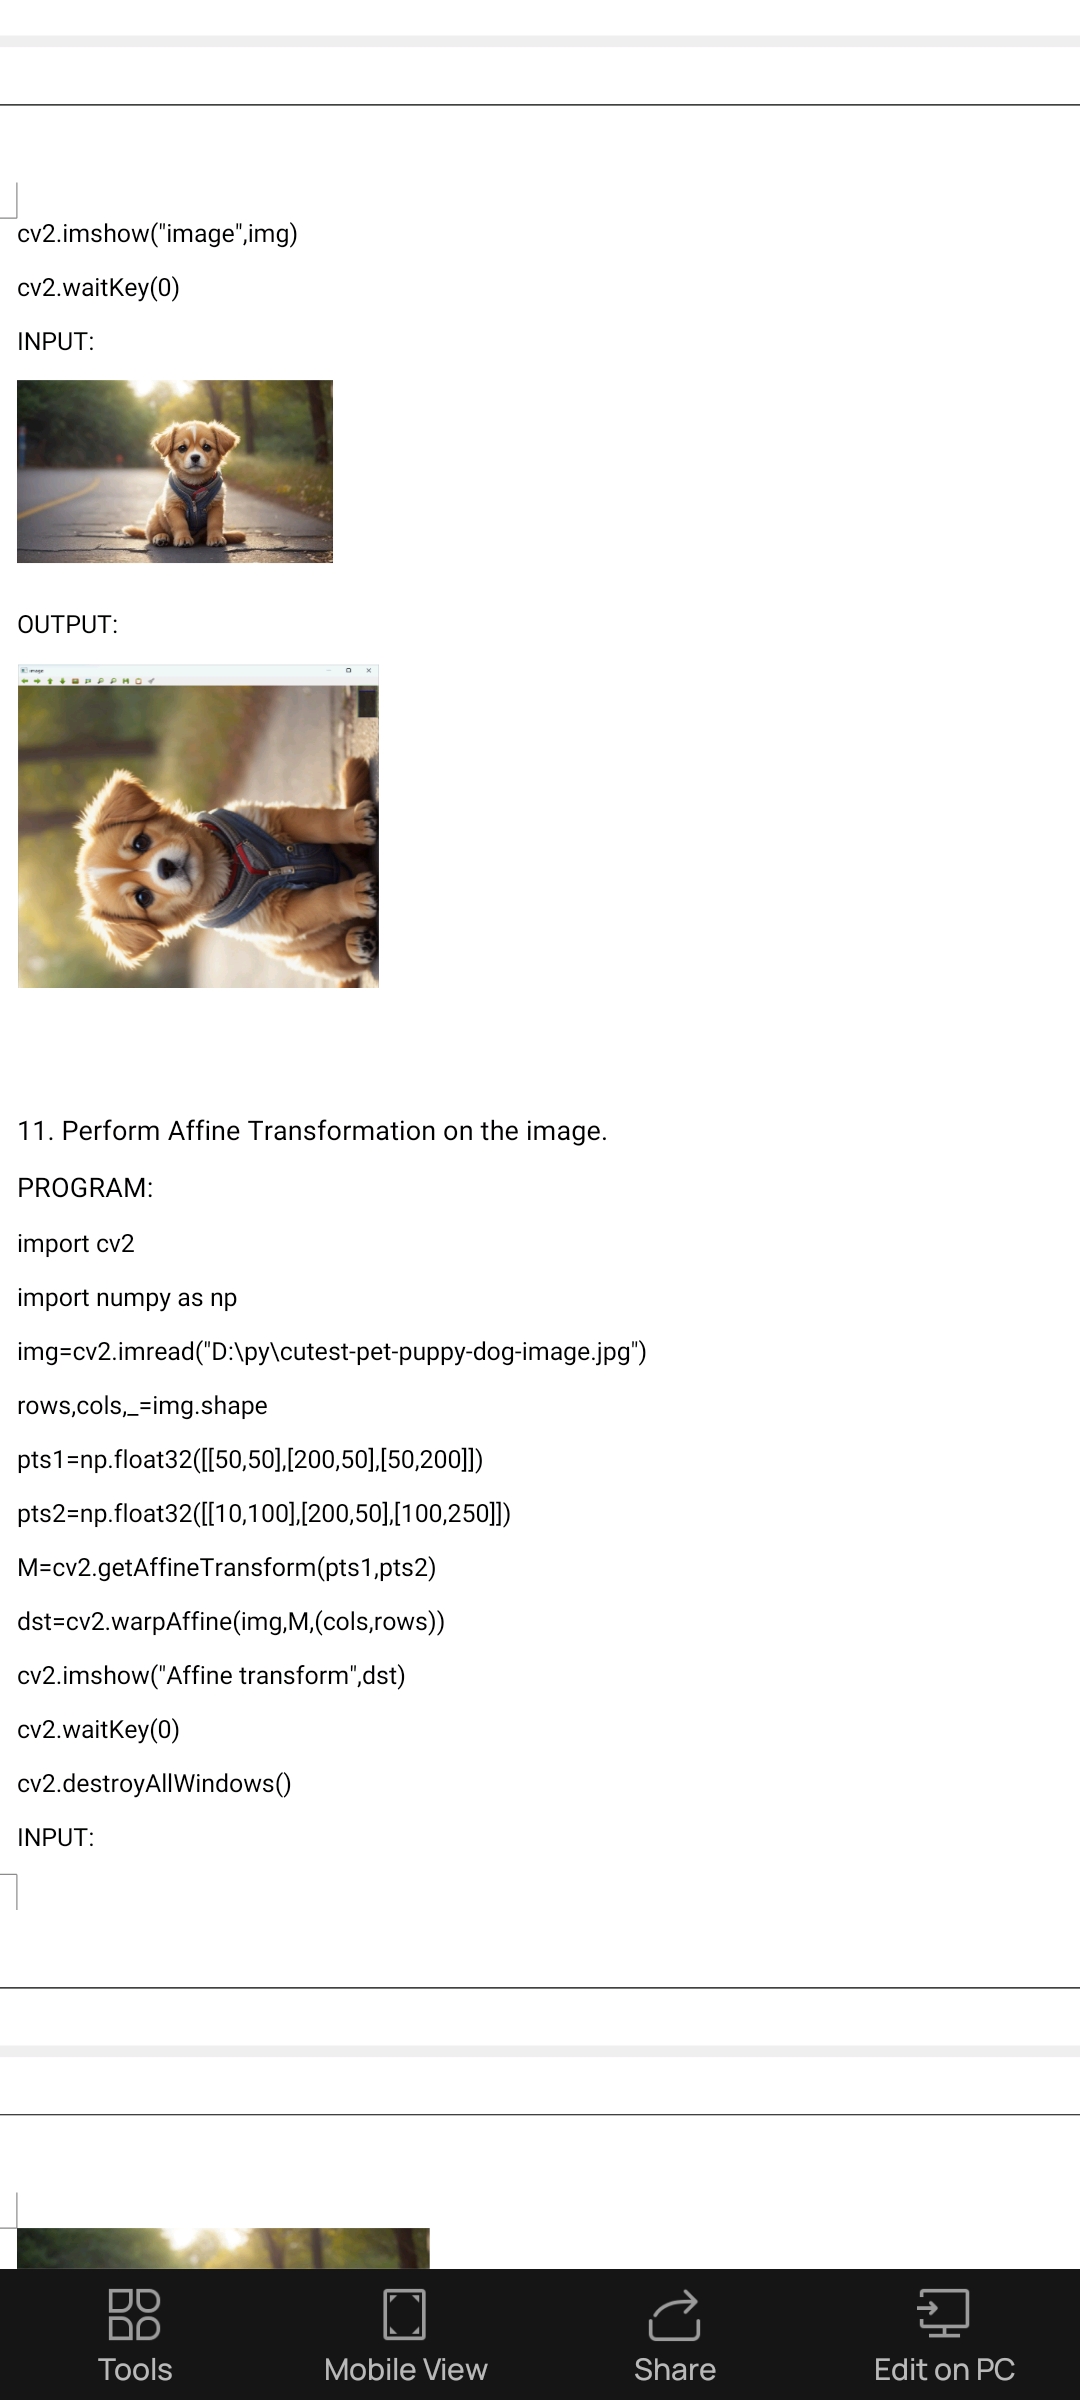 cv2.imshow("image",img)
cv2.waitKey(0)
INPUT:
OUTPUT:
image
11. Perform Affine Transformation on the image.
PROGRAM:
import cv2
import numpy as np
img=cv2.imread("D:\py\cutest-pet-puppy-dog-image.jpg")
rows,cols,_=img.shape
pts1=np.float32([[50,50],[200,50],[50,200]])
pts2=np.float32([[10,100],[200,50],[100,250]])
M=cv2.getAffineTransform(pts1,pts2)
dst=cv2.warpAffine(img,M,(cols,rows))
cv2.imshow("Affine transform",dst)
cv2.waitKey(0)
cv2.destroyAllWindows()
INPUT:
Tools
Mobile View
Share
Edit on PC